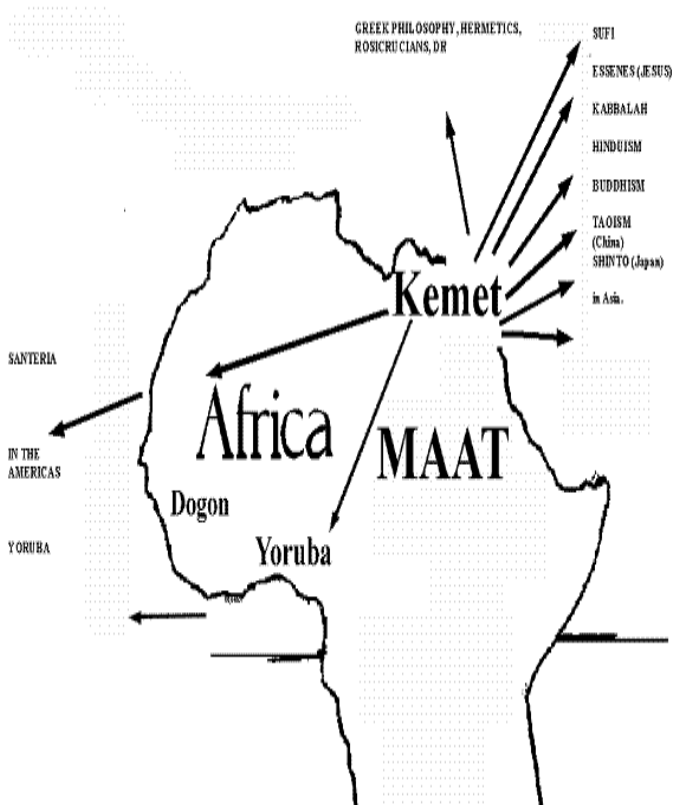 GREEK PHILOSOPHY, HERMETICS,
ROSICRUCIANS, DR
SUFI
ESSENES (JESUS)
KABBALAH
HINDUISM
BUDDHISM
TAOISM
(China)
SHINTO (Japan)
in Asia.
Kemet
SANTERIA
Africa
MAAT
IN THE
AMERICAS
Dogon
YORUBA
Yoruba